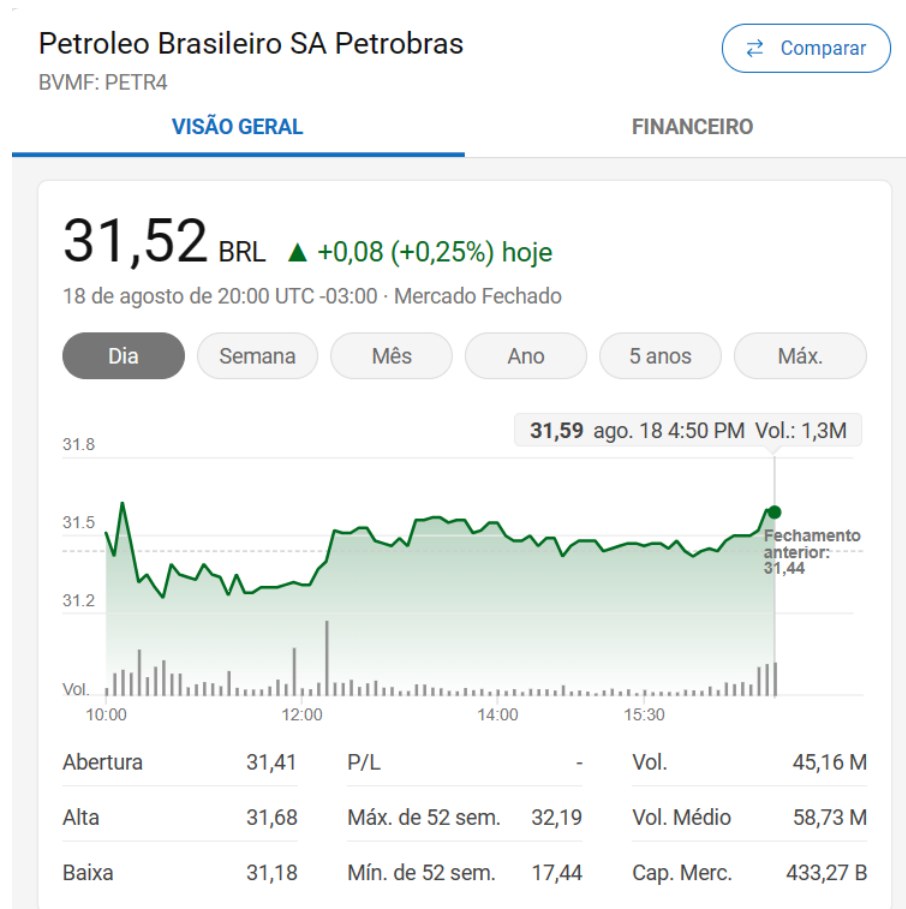 Petroleo Brasileiro SA Petrobras
Comparar
BVMF: PETR4
VISÃO GERAL FINANCEIRO
31,52 BRL ▲ +0,08 (+0,25%) hoje
18 de agosto de 20:00 UTC -03:00 · Mercado Fechado
Dia Semana Mês Ano 5 anos Máx.
31,59 ago. 18 4:50 PM Vol.: 1,3M
31.8
31.5
Fechamento
anterior:
31,44
31.2
Vol.
10:00 12:00 14:00 15:30
Abertura 31,41 P/L - Vol. 45,16 M
Alta 31,68 Máx. de 52 sem. 32,19 Vol. Médio 58,73 M
Baixa 31,18 Mín. de 52 sem. 17,44 Cap. Merc. 433,27 B